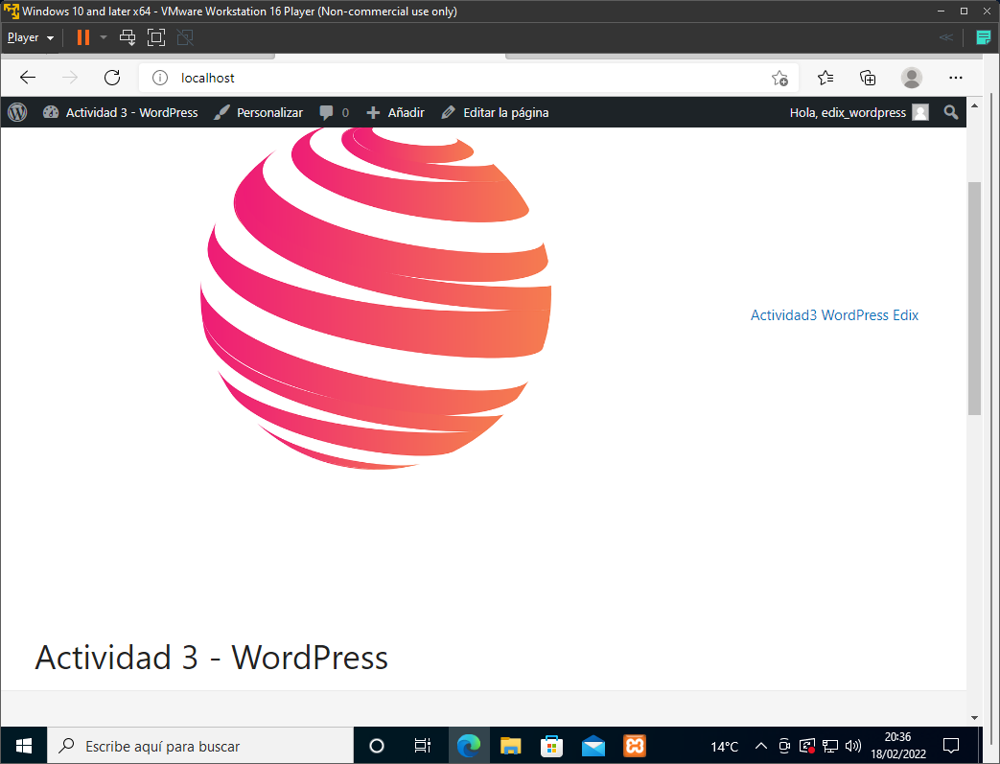 Windows 10 and later x64 - VMware Workstation 16 Player (Non-commercial use only)
Player
localhost
Actividad 3 - WordPress Personalizar 0 Añadir Editar la página Hola, edix_wordpress
Actividad3 WordPress Edix
Actividad 3 - WordPress
Escribe aquí para buscar 14°C 20:36
18/02/2022